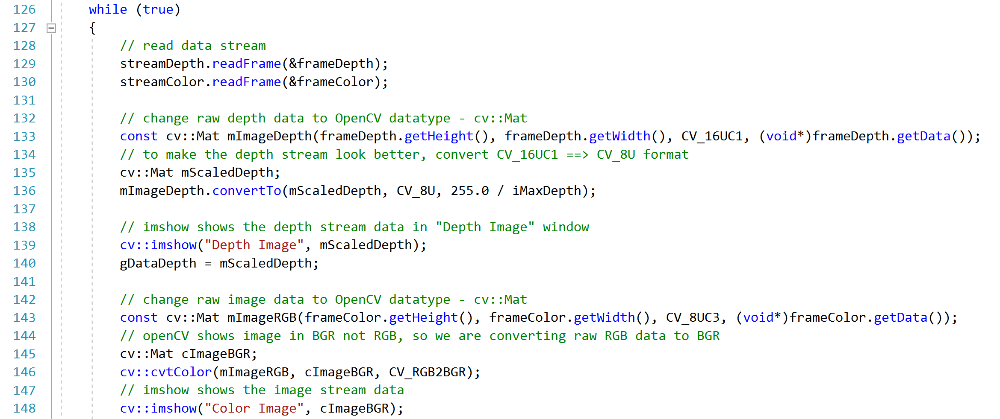 126 while (true)
127 {
128 // read data stream
129 streamDepth.readFrame(&frameDepth);
130 streamColor.readFrame(&frameColor);
131
132 // change raw depth data to OpenCV datatype - cv::Mat
133 const cv::Mat mImageDepth(frameDepth.getHeight(), frameDepth.getWidth(), CV_16UC1, (void*)frameDepth.getData());
134 // to make the depth stream look better, convert CV_16UC1 ==> CV_8U format
135 cv::Mat mScaledDepth;
136 mImageDepth.convertTo(mScaledDepth, CV_8U, 255.0 / iMaxDepth);
137
138 // imshow shows the depth stream data in "Depth Image" window
139 cv::imshow("Depth Image", mScaledDepth);
140 gDataDepth = mScaledDepth;
141
142 // change raw image data to OpenCV datatype - cv::Mat
143 const cv::Mat mImageRGB(frameColor.getHeight(), frameColor.getWidth(), CV_8UC3, (void*)frameColor.getData());
144 // openCV shows image in BGR not RGB, so we are converting raw RGB data to BGR
145 cv::Mat cImageBGR;
146 cv::cvtColor(mImageRGB, cImageBGR, CV_RGB2BGR);
147 // imshow shows the image stream data
148 cv::imshow("Color Image", cImageBGR);